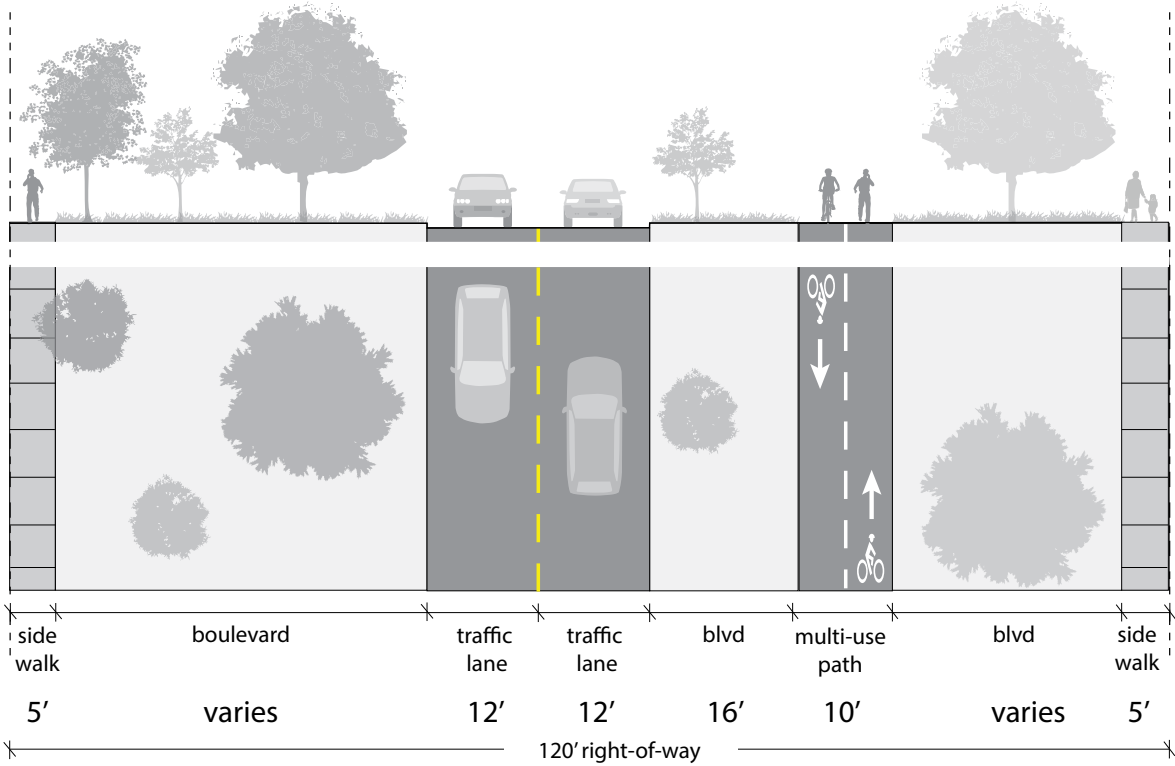 side
walk
boulevard
traffic
lane
traffic
lane
blvd
multi-use
path
blvd
side
walk
5’
varies
12’
12’
16’
10’
varies
5’
120’ right-of-way